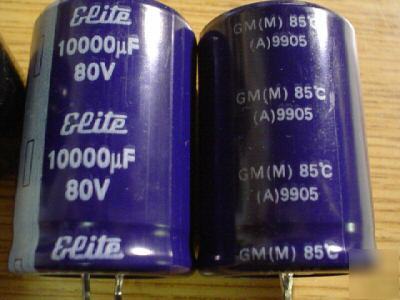 Elite
10000µF
80V
Elite
10000µF
80V
Elite
GM(M) 85℃
(A)9905
GM(M) 85℃
(A)9905
GM(M) 85℃
(A)9905
GM(M) 85℃